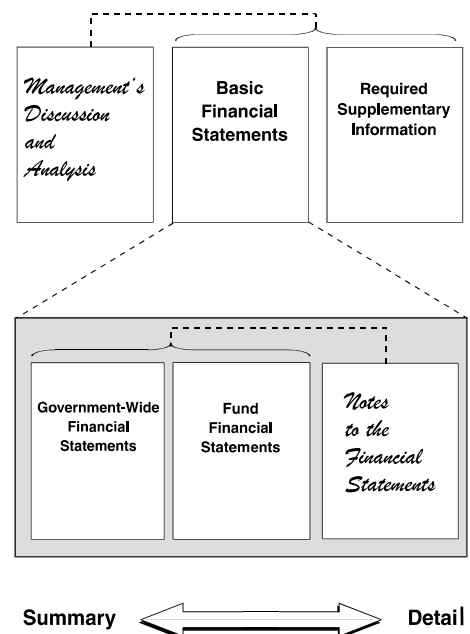 Management's
Discussion
and
Analysis
Basic
Financial
Statements
Required
Supplementary
Information
Government-Wide
Financial
Statements
Fund
Financial
Statements
Notes
to the
Financial
Statements
Summary
Detail